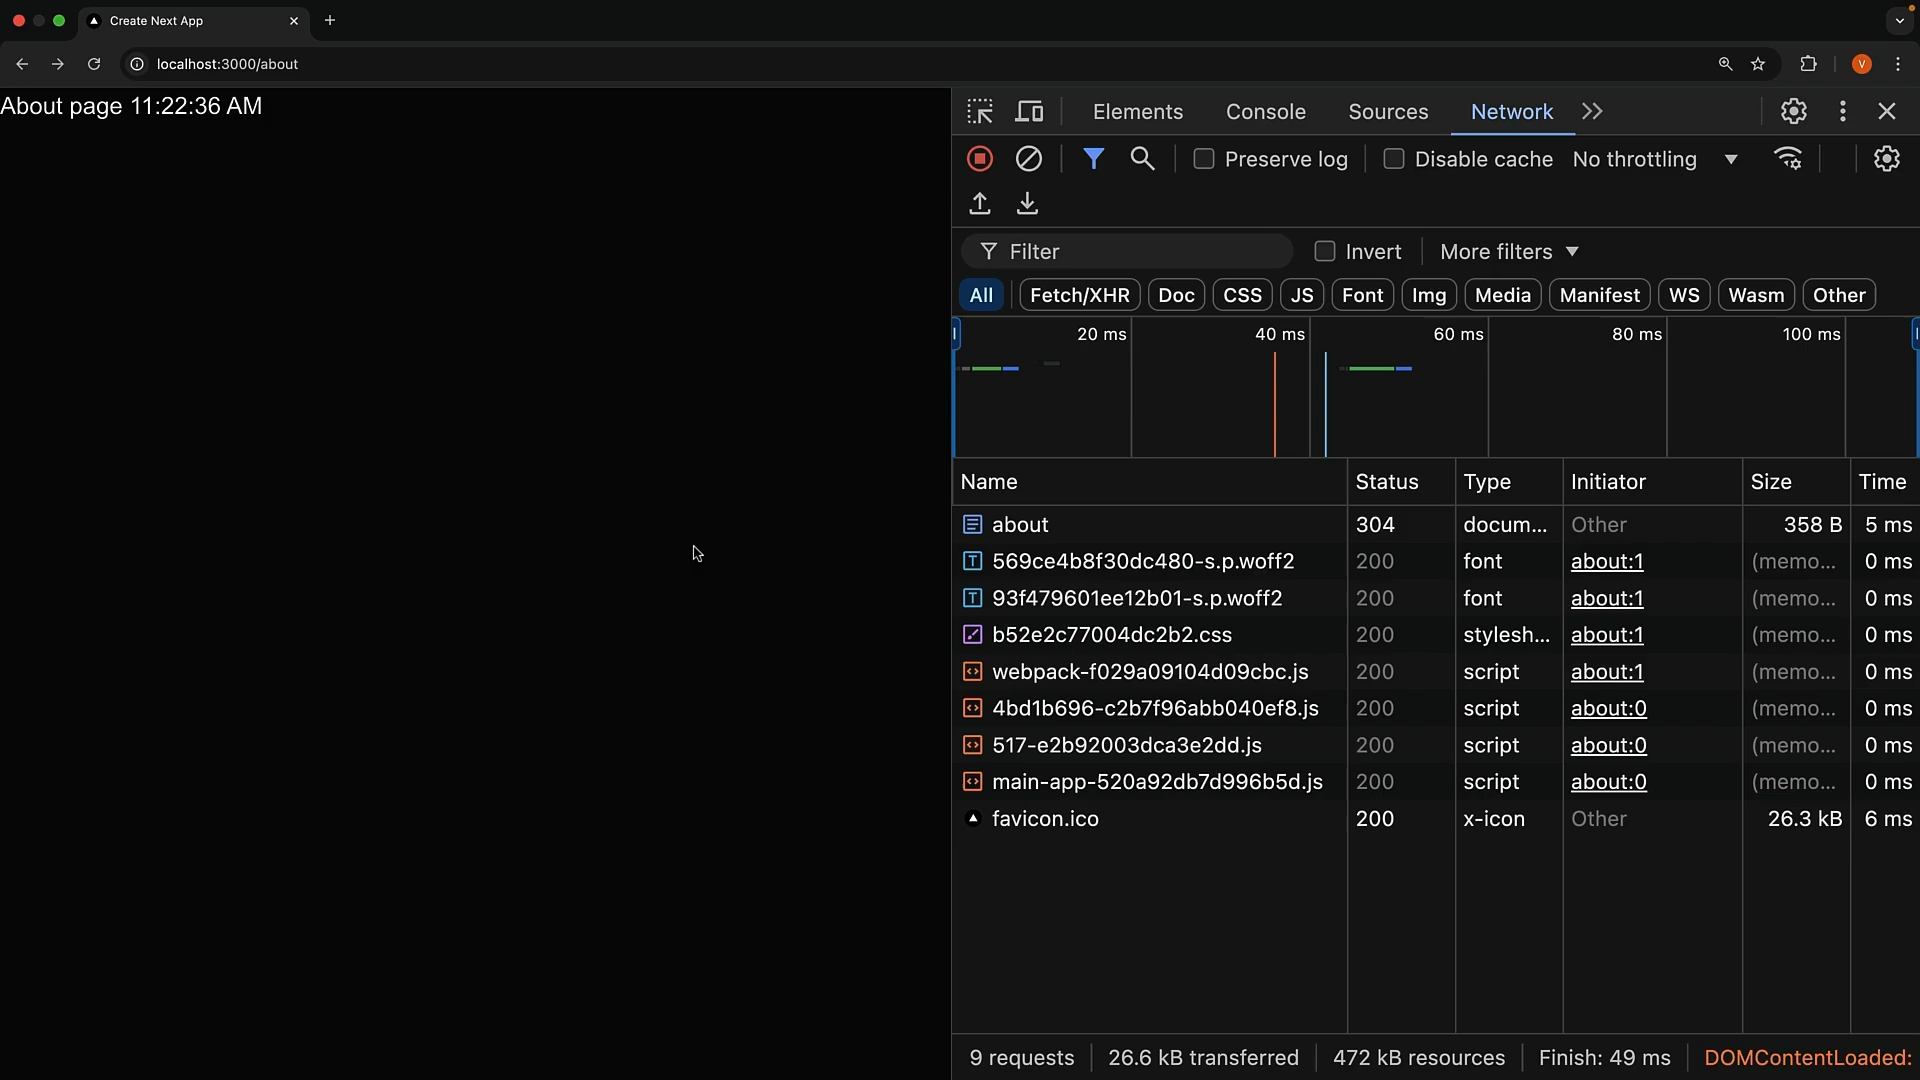 Create Next App
localhost:3000/about
V
About page 11:22:36 AM
Elements Console Sources Network
Preserve log Disable cache No throttling
Filter Invert More filters
All Fetch/XHR Doc CSS JS Font Img Media Manifest WS Wasm Other
20 ms 40 ms 60 ms 80 ms 100 ms
Name Status Type Initiator Size Time
about 304 docum... Other 358 B 5 ms
569ce4b8f30dc480-s.p.woff2 200 font about:1 (memo... 0 ms
93f479601ee12b01-s.p.woff2 200 font about:1 (memo... 0 ms
b52e2c77004dc2b2.css 200 stylesh... about:1 (memo... 0 ms
webpack-f029a09104d09cbc.js 200 script about:1 (memo... 0 ms
4bd1b696-c2b7f96abb040ef8.js 200 script about:0 (memo... 0 ms
517-e2b92003dca3e2dd.js 200 script about:0 (memo... 0 ms
main-app-520a92db7d996b5d.js 200 script about:0 (memo... 0 ms
favicon.ico 200 x-icon Other 26.3 kB 6 ms
9 requests 26.6 kB transferred 472 kB resources Finish: 49 ms DOMContentLoaded: